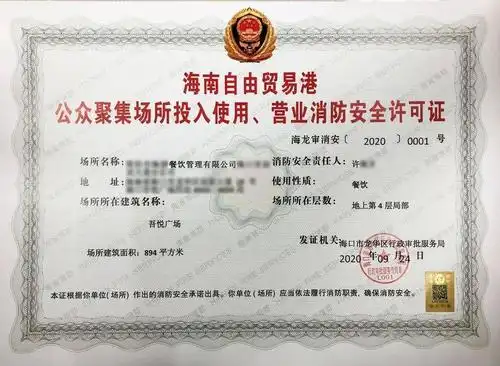 海南自由贸易港
公众聚集场所投入使用、营业消防安全许可证
海龙审消安〔 2020 〕0001 号
场所名称： 餐饮管理有限公司 消防安全责任人： 许
地 址： 使用性质： 餐饮
场所所在建筑名称： 场所所在层数： 地上第 4 层局部
吾悦广场
场所建筑面积：894 平方米
发证机关： 海口市龙华区行政审批服务局
2020 年 09 月 24 日
本证根据你单位(场所) 作出的消防安全承诺出具。你单位（场所）应当依法履行消防职责，确保消防安全。